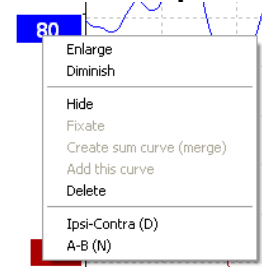 80
Enlarge
Diminish
Hide
Fixate
Create sum curve (merge)
Add this curve
Delete
Ipsi-Contra (D)
A-B (N)